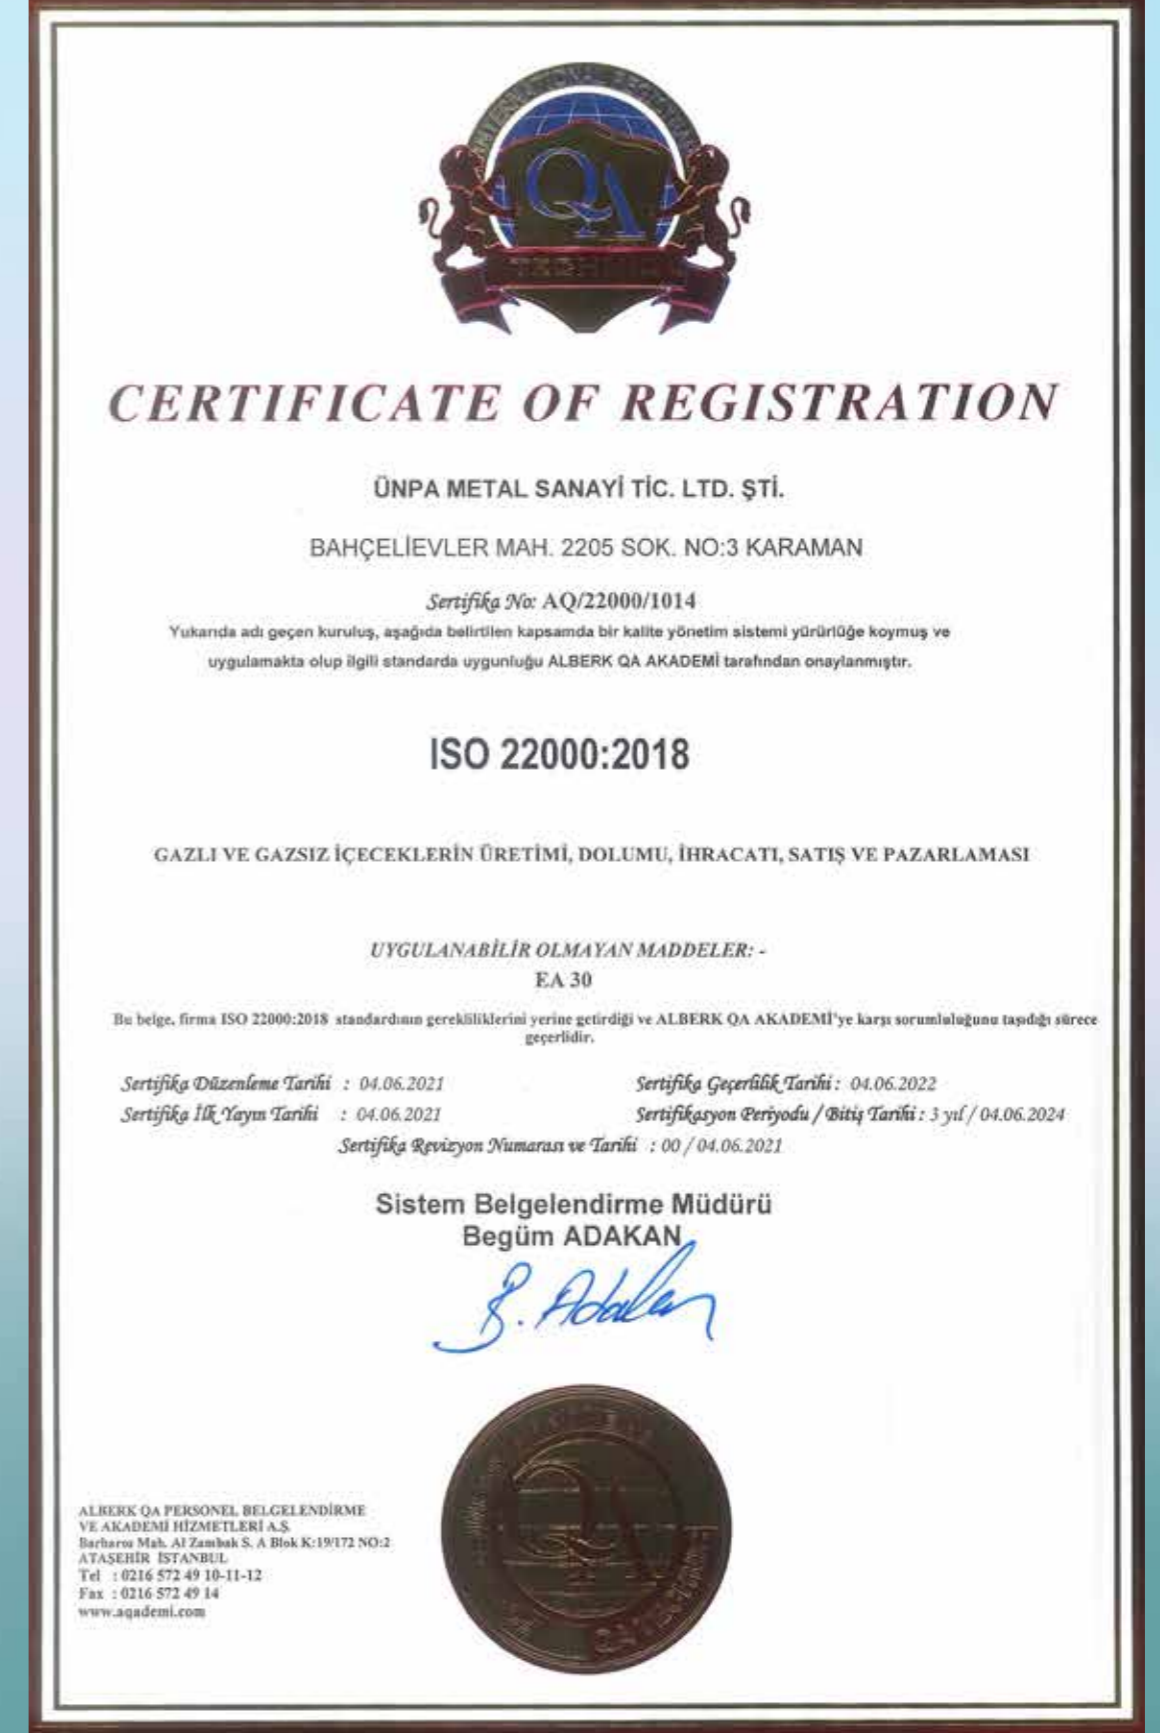 INTERNATIONAL
QA
TECHNIC
CERTIFICATE OF REGISTRATION
ÜNPA METAL SANAYİ TİC. LTD. ŞTİ.
BAHÇELİEVLER MAH. 2205 SOK. NO:3 KARAMAN
Sertifika No: AQ/22000/1014
Yukarıda adı geçen kuruluş, aşağıda belirtilen kapsamda bir kalite yönetim sistemi yürürlüğe koymuş ve
uygulamakta olup ilgili standarda uygunluğu ALBERK QA AKADEMİ tarafından onaylanmıştır.
ISO 22000:2018
GAZLI VE GAZSIZ İÇECEKLERİN ÜRETİMİ, DOLUMU, İHRACATI, SATIŞ VE PAZARLAMASI
UYGULANABİLİR OLMAYAN MADDELER: -
EA 30
Bu belge, firma ISO 22000:2018 standardının gerekliliklerini yerine getirdiği ve ALBERK QA AKADEMİ'ye karşı sorumluluğunu taşıdığı sürece
geçerlidir.
Sertifika Düzenleme Tarihi : 04.06.2021 Sertifika Geçerlilik Tarihi : 04.06.2022
Sertifika İlk Yayın Tarihi : 04.06.2021 Sertifikasyon Periyodu / Bitiş Tarihi : 3 yıl / 04.06.2024
Sertifika Revizyon Numarası ve Tarihi : 00 / 04.06.2021
Sistem Belgelendirme Müdürü
Begüm ADAKAN
B. Adakan
QA
ALBERK QA PERSONEL BELGELENDİRME
VE AKADEMİ HİZMETLERİ A.Ş.
Barbaros Mah. Al Zambak S. A Blok K:19/172 NO:2
ATAŞEHİR İSTANBUL
Tel : 0216 572 49 10-11-12
Fax : 0216 572 49 14
www.aqademi.com